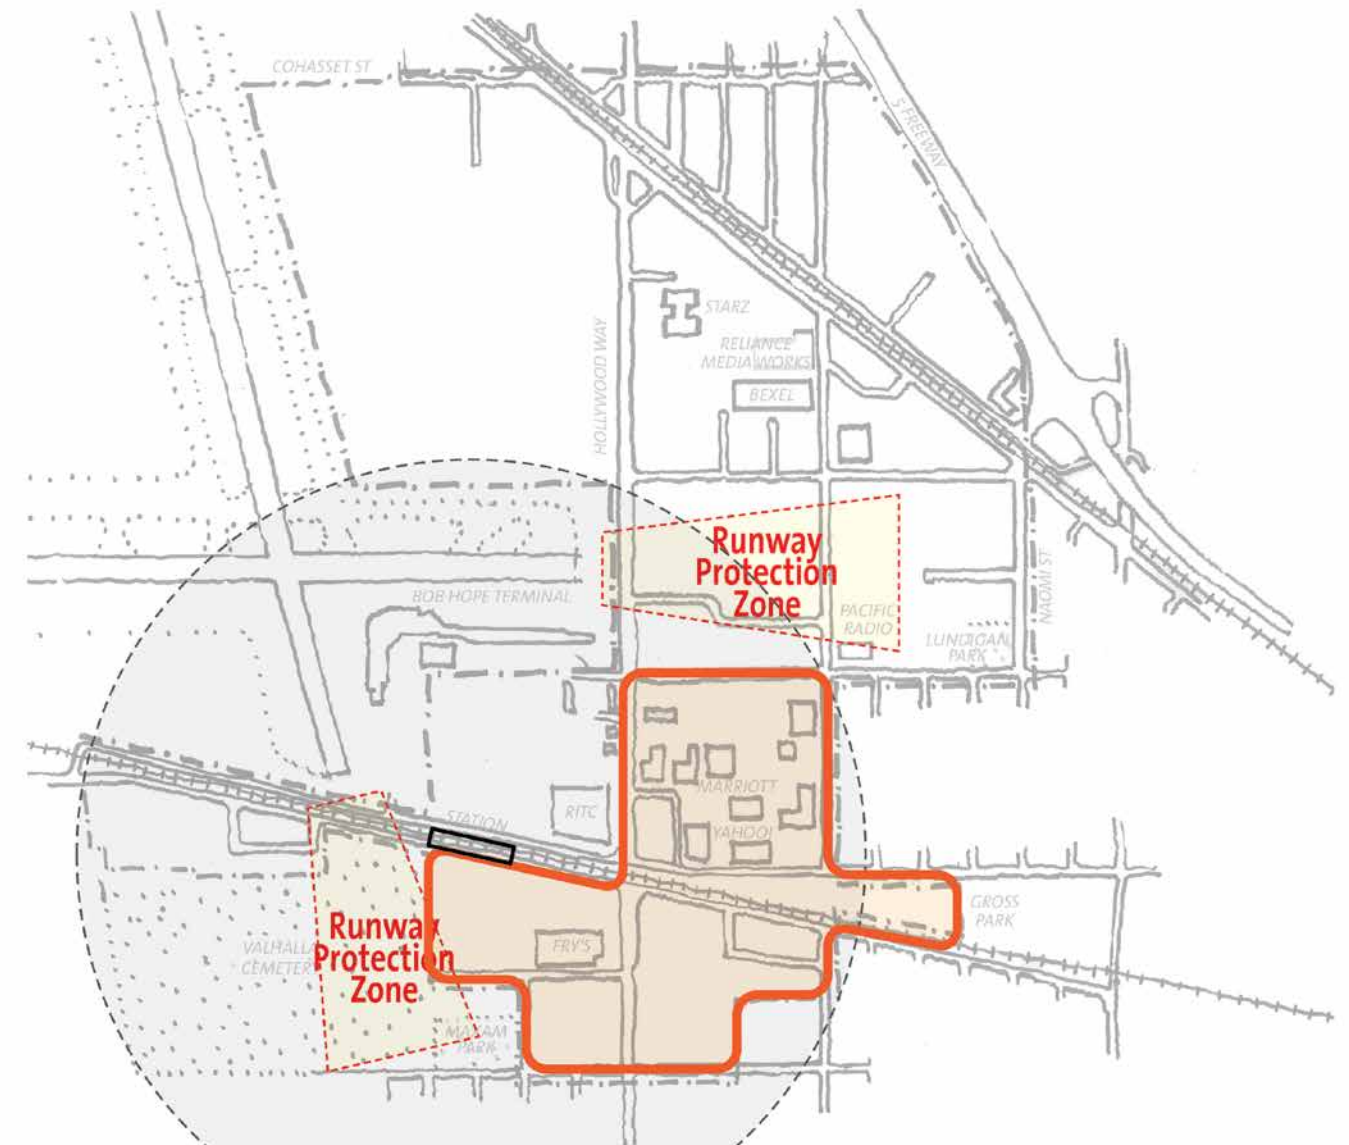 COHASSET ST
5 FREEWAY
STARZ
HOLLYWOOD WAY
RELIANCE
MEDIA WORKS
BEXEL
Runway
Protection
Zone
BOB HOPE TERMINAL
PACIFIC
RADIO
NAOMI ST
LUNDIGAN
PARK
MARRIOTT
STATION
RITC
YAHOO!
GROSS
PARK
Runway
Protection
Zone
VALHALLA
CEMETERY
FRY'S
MAXAM
PARK